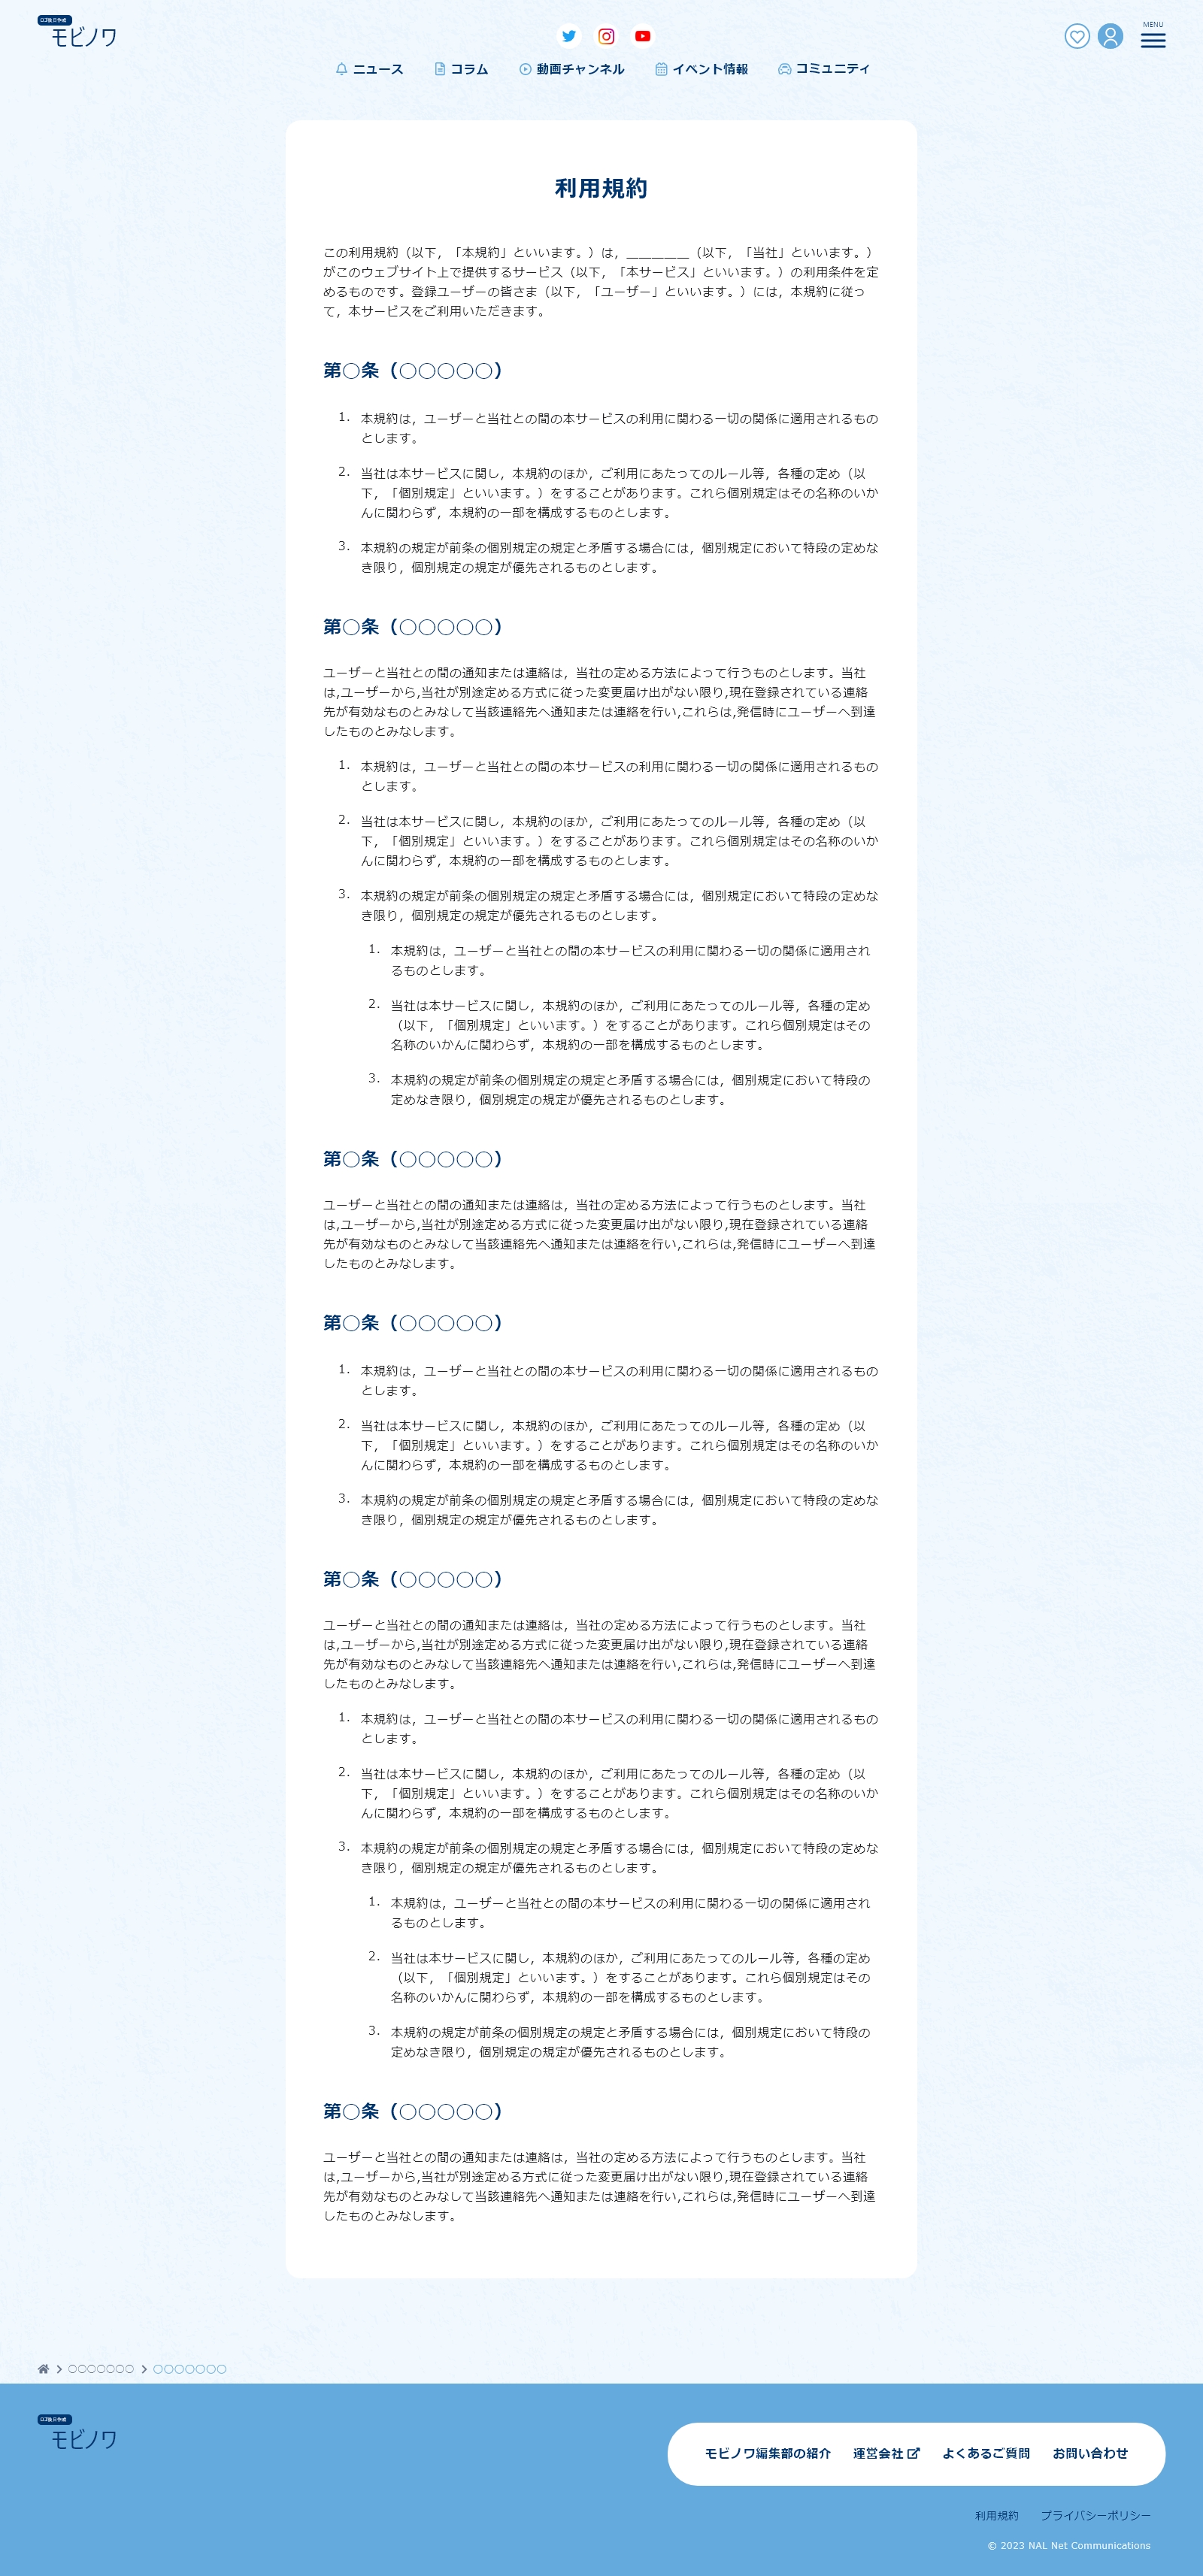 ロゴ後日作成
モビノワ
MENU
ニュース コラム 動画チャンネル イベント情報 コミュニティ
利用規約
この利用規約（以下，「本規約」といいます。）は，＿＿＿＿＿（以下，「当社」といいます。）
がこのウェブサイト上で提供するサービス（以下，「本サービス」といいます。）の利用条件を定
めるものです。登録ユーザーの皆さま（以下，「ユーザー」といいます。）には，本規約に従っ
て，本サービスをご利用いただきます。
第○条（○○○○○）
1. 本規約は，ユーザーと当社との間の本サービスの利用に関わる一切の関係に適用されるもの
とします。
2. 当社は本サービスに関し，本規約のほか，ご利用にあたってのルール等，各種の定め（以
下，「個別規定」といいます。）をすることがあります。これら個別規定はその名称のいか
んに関わらず，本規約の一部を構成するものとします。
3. 本規約の規定が前条の個別規定の規定と矛盾する場合には，個別規定において特段の定めな
き限り，個別規定の規定が優先されるものとします。
第○条（○○○○○）
ユーザーと当社との間の通知または連絡は，当社の定める方法によって行うものとします。当社
は,ユーザーから,当社が別途定める方式に従った変更届け出がない限り,現在登録されている連絡
先が有効なものとみなして当該連絡先へ通知または連絡を行い,これらは,発信時にユーザーへ到達
したものとみなします。
1. 本規約は，ユーザーと当社との間の本サービスの利用に関わる一切の関係に適用されるもの
とします。
2. 当社は本サービスに関し，本規約のほか，ご利用にあたってのルール等，各種の定め（以
下，「個別規定」といいます。）をすることがあります。これら個別規定はその名称のいか
んに関わらず，本規約の一部を構成するものとします。
3. 本規約の規定が前条の個別規定の規定と矛盾する場合には，個別規定において特段の定めな
き限り，個別規定の規定が優先されるものとします。
1. 本規約は，ユーザーと当社との間の本サービスの利用に関わる一切の関係に適用され
るものとします。
2. 当社は本サービスに関し，本規約のほか，ご利用にあたってのルール等，各種の定め
（以下，「個別規定」といいます。）をすることがあります。これら個別規定はその
名称のいかんに関わらず，本規約の一部を構成するものとします。
3. 本規約の規定が前条の個別規定の規定と矛盾する場合には，個別規定において特段の
定めなき限り，個別規定の規定が優先されるものとします。
第○条（○○○○○）
ユーザーと当社との間の通知または連絡は，当社の定める方法によって行うものとします。当社
は,ユーザーから,当社が別途定める方式に従った変更届け出がない限り,現在登録されている連絡
先が有効なものとみなして当該連絡先へ通知または連絡を行い,これらは,発信時にユーザーへ到達
したものとみなします。
第○条（○○○○○）
1. 本規約は，ユーザーと当社との間の本サービスの利用に関わる一切の関係に適用されるもの
とします。
2. 当社は本サービスに関し，本規約のほか，ご利用にあたってのルール等，各種の定め（以
下，「個別規定」といいます。）をすることがあります。これら個別規定はその名称のいか
んに関わらず，本規約の一部を構成するものとします。
3. 本規約の規定が前条の個別規定の規定と矛盾する場合には，個別規定において特段の定めな
き限り，個別規定の規定が優先されるものとします。
第○条（○○○○○）
ユーザーと当社との間の通知または連絡は，当社の定める方法によって行うものとします。当社
は,ユーザーから,当社が別途定める方式に従った変更届け出がない限り,現在登録されている連絡
先が有効なものとみなして当該連絡先へ通知または連絡を行い,これらは,発信時にユーザーへ到達
したものとみなします。
1. 本規約は，ユーザーと当社との間の本サービスの利用に関わる一切の関係に適用されるもの
とします。
2. 当社は本サービスに関し，本規約のほか，ご利用にあたってのルール等，各種の定め（以
下，「個別規定」といいます。）をすることがあります。これら個別規定はその名称のいか
んに関わらず，本規約の一部を構成するものとします。
3. 本規約の規定が前条の個別規定の規定と矛盾する場合には，個別規定において特段の定めな
き限り，個別規定の規定が優先されるものとします。
1. 本規約は，ユーザーと当社との間の本サービスの利用に関わる一切の関係に適用され
るものとします。
2. 当社は本サービスに関し，本規約のほか，ご利用にあたってのルール等，各種の定め
（以下，「個別規定」といいます。）をすることがあります。これら個別規定はその
名称のいかんに関わらず，本規約の一部を構成するものとします。
3. 本規約の規定が前条の個別規定の規定と矛盾する場合には，個別規定において特段の
定めなき限り，個別規定の規定が優先されるものとします。
第○条（○○○○○）
ユーザーと当社との間の通知または連絡は，当社の定める方法によって行うものとします。当社
は,ユーザーから,当社が別途定める方式に従った変更届け出がない限り,現在登録されている連絡
先が有効なものとみなして当該連絡先へ通知または連絡を行い,これらは,発信時にユーザーへ到達
したものとみなします。
○○○○○○○ ○○○○○○○
ロゴ後日作成
モビノワ
モビノワ編集部の紹介 運営会社 よくあるご質問 お問い合わせ
利用規約 プライバシーポリシー
© 2023 NAL Net Communications